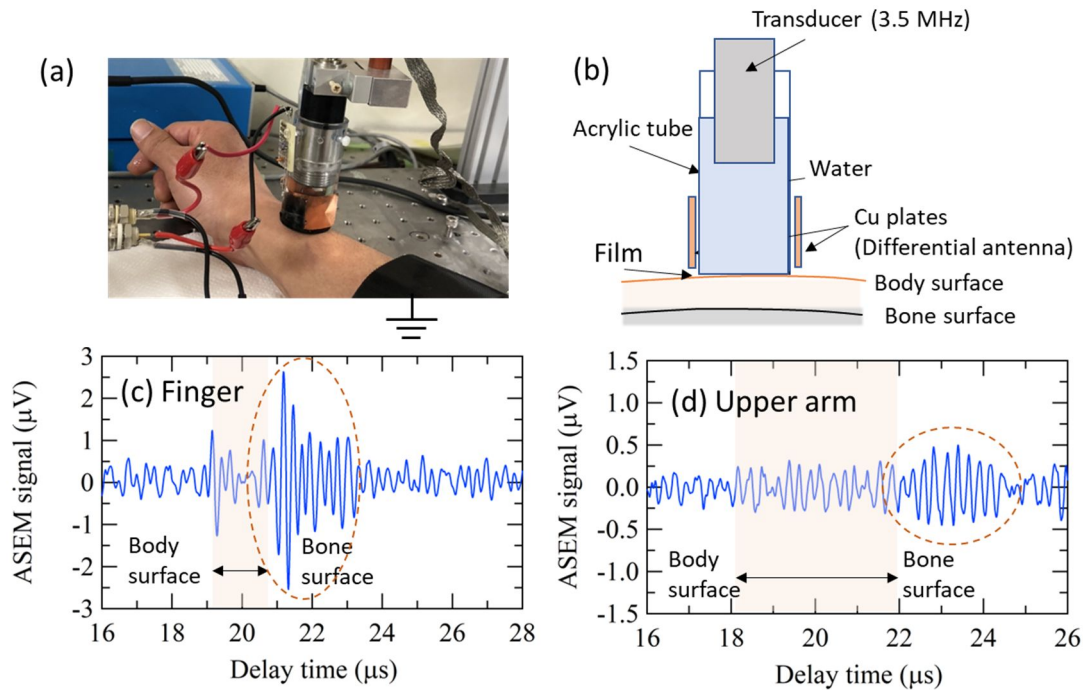 (a)
(b)
Transducer (3.5 MHz)
Acrylic tube
Water
Cu plates
(Differential antenna)
Film
Body surface
Bone surface
(c) Finger
ASEM signal (μV)
3
2
1
0
-1
-2
-3
Body
surface
Bone
surface
16 18 20 22 24 26 28
Delay time (μs)
(d) Upper arm
ASEM signal (μV)
1.5
1.0
0.5
0.0
-0.5
-1.0
-1.5
Body
surface
Bone
surface
16 18 20 22 24 26
Delay time (μs)